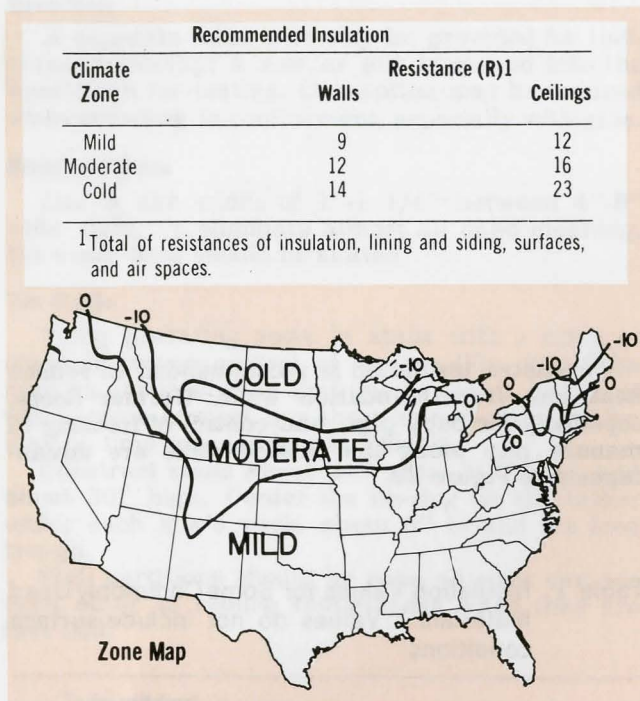 Recommended Insulation
Climate Zone Resistance (R)1
Walls Ceilings
Mild 9 12
Moderate 12 16
Cold 14 23
1Total of resistances of insulation, lining and siding, surfaces,
and air spaces.
0 -10
-10 0 -10 0 -10 0
COLD
0
MODERATE
MILD
Zone Map